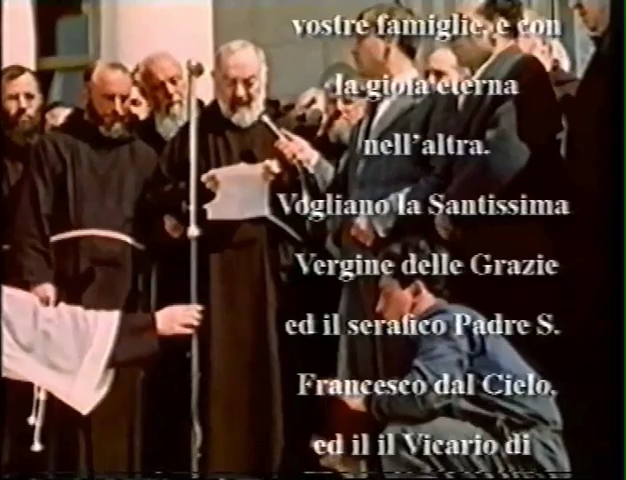 vostre famiglie, e con
la gioia eterna
nell'altra.
Vogliano la Santissima
Vergine delle Grazie
ed il serafico Padre S.
Francesco dal Cielo,
ed il il Vicario di